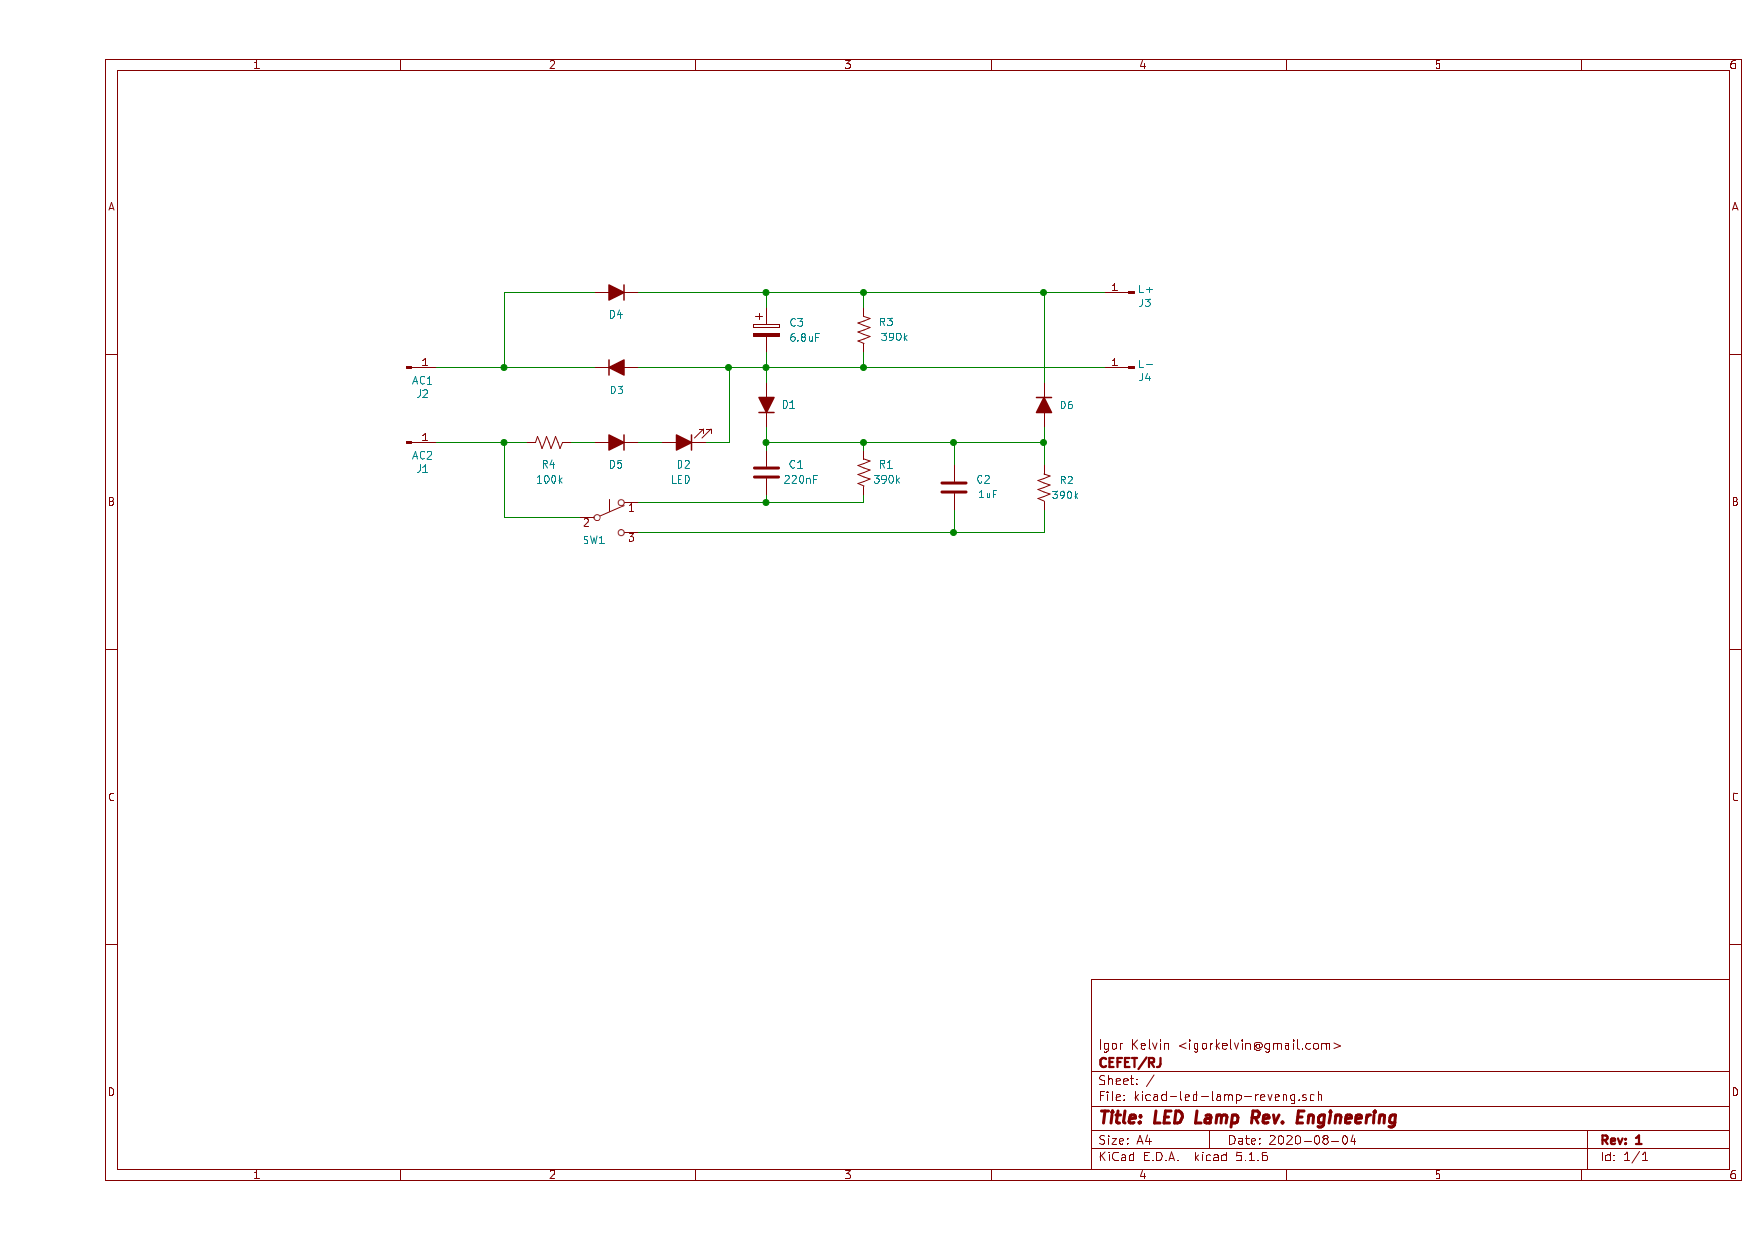 1 2 3 4 5 6
A A
D4
1 L+
J3
+ C3
6.8uF
R3
390k
1
AC1
J2
D3
1 L-
J4
D1
D6
1
AC2
J1
R4
100k
D5
D2
LED
C1
220nF
R1
390k
C2
1uF
R2
390k
B B
1
2
SW1
3
C C
D D
Igor Kelvin <igorkelvin@gmail.com>
CEFET/RJ
Sheet: /
File: kicad-led-lamp-reveng.sch
Title: LED Lamp Rev. Engineering
Size: A4 Date: 2020-08-04 Rev: 1
KiCad E.D.A. kicad 5.1.6 Id: 1/1
1 2 3 4 5 6